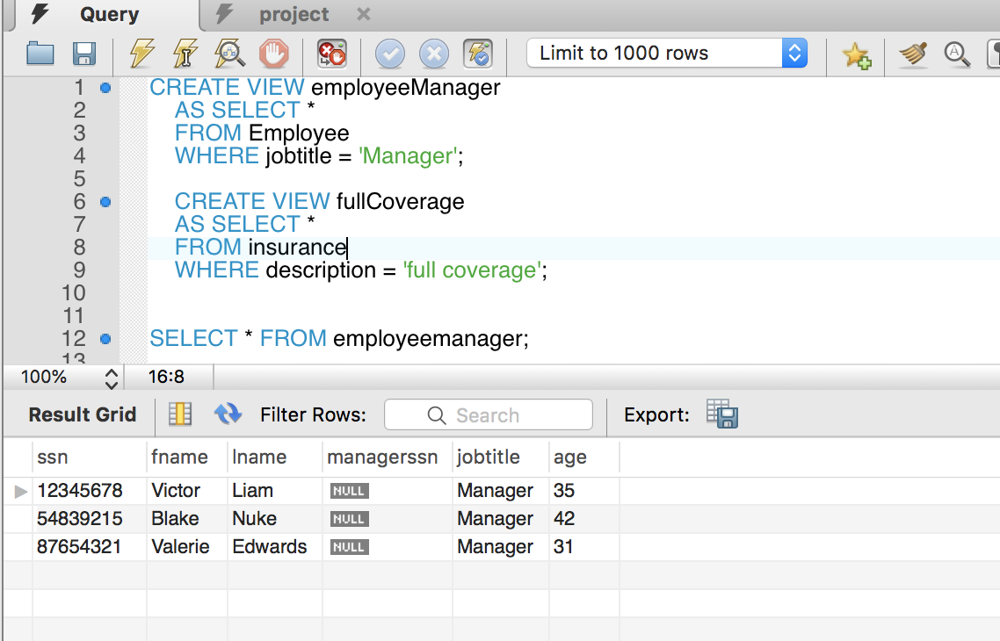 Query project
Limit to 1000 rows
1 CREATE VIEW employeeManager
2 AS SELECT *
3 FROM Employee
4 WHERE jobtitle = 'Manager';
5
6 CREATE VIEW fullCoverage
7 AS SELECT *
8 FROM insurance
9 WHERE description = 'full coverage';
10
11
12 SELECT * FROM employeemanager;
13
100% 16:8
Result Grid Filter Rows: Search Export:
ssn fname lname managerssn jobtitle age
12345678 Victor Liam NULL Manager 35
54839215 Blake Nuke NULL Manager 42
87654321 Valerie Edwards NULL Manager 31